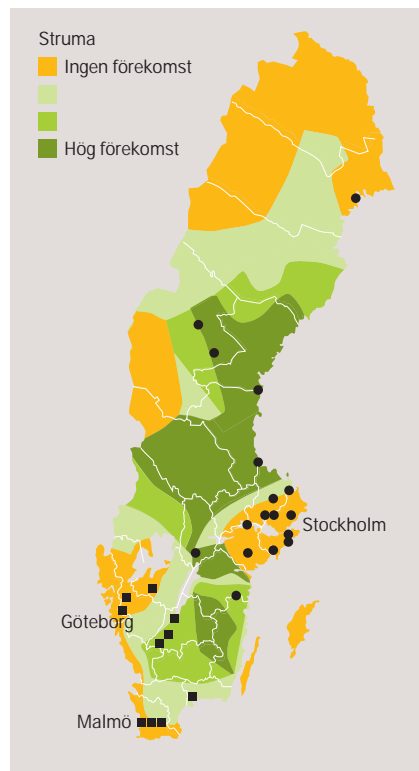 Struma
Ingen förekomst
Hög förekomst
Stockholm
Göteborg
Malmö